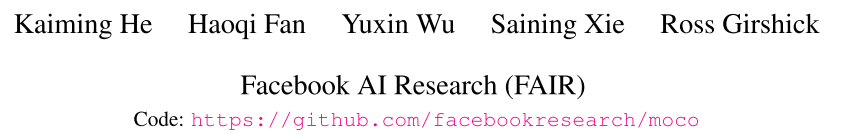 Kaiming He Haoqi Fan Yuxin Wu Saining Xie Ross Girshick
Facebook AI Research (FAIR)
Code: https://github.com/facebookresearch/moco